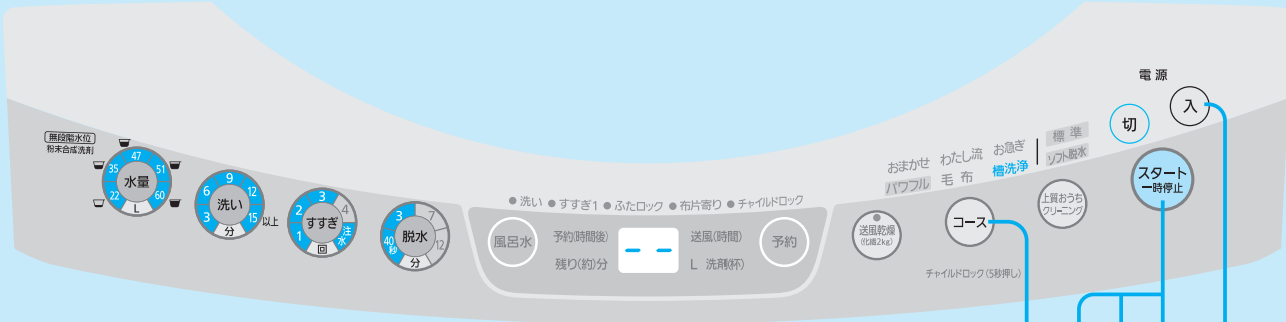 電源
入
切
無段階水位
粉末合成洗剤
22 35 47 51 60
水量
L
3 6 9 12 15
以上
洗い
分
1 2 3 4 注水
すすぎ
回
40秒 3 7 12
脱水
分
●洗い ●すすぎ1 ●ふたロック ●布片寄り ●チャイルドロック
風呂水
予約(時間後)
残り(約)分
– –
送風(時間)
L 洗剤(杯)
予約
送風乾燥
(化繊2kg)
おまかせ わたし流 お急ぎ
パワフル 毛布 槽洗浄
標準
ソフト脱水
コース
チャイルドロック(5秒押し)
上質おうち
クリーニング
スタート
一時停止